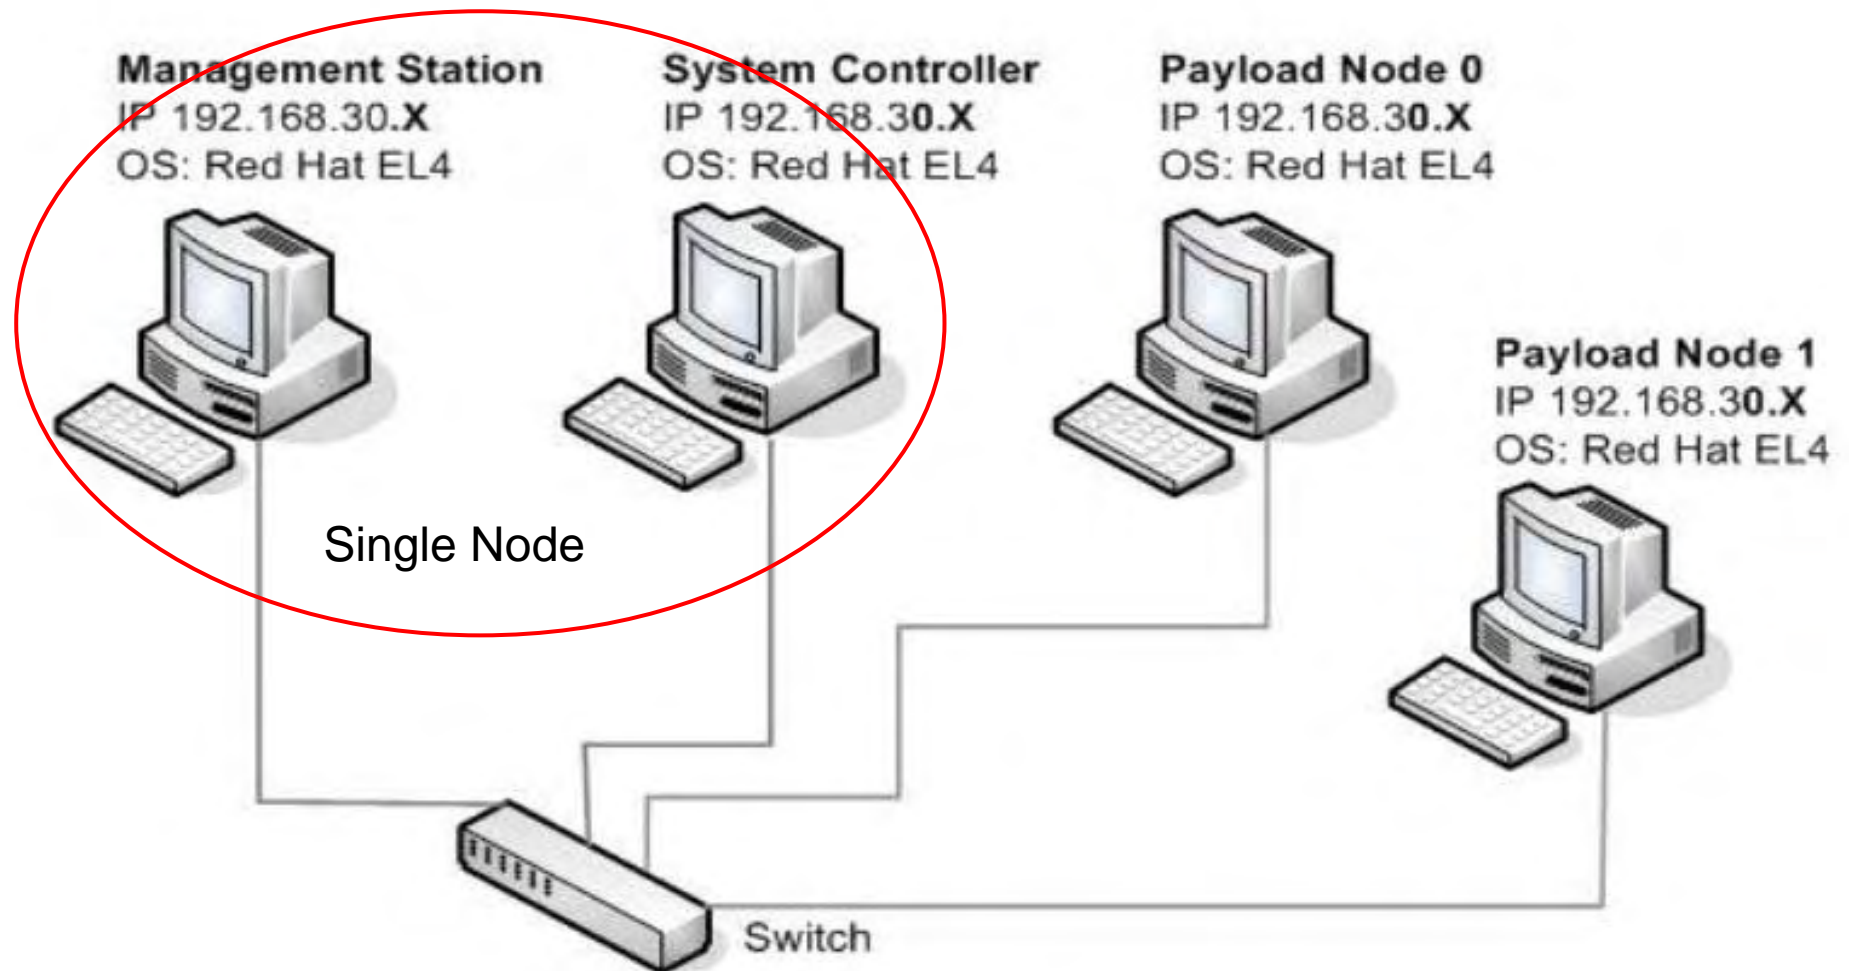 Management Station
IP 192.168.30.X
OS: Red Hat EL4
System Controller
IP 192.168.30.X
OS: Red Hat EL4
Payload Node 0
IP 192.168.30.X
OS: Red Hat EL4
Payload Node 1
IP 192.168.30.X
OS: Red Hat EL4
Single Node
Switch